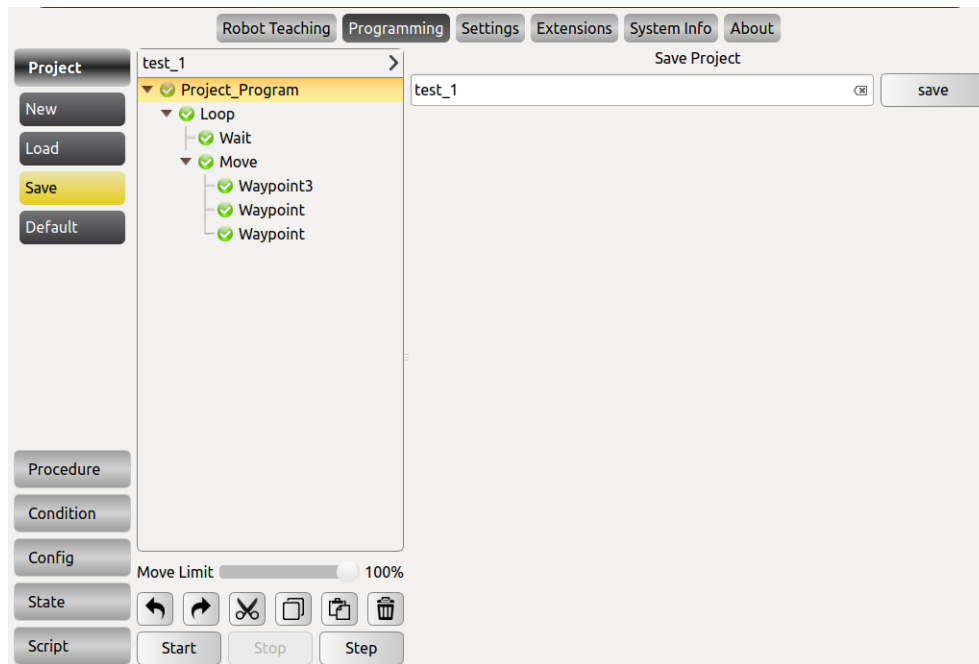 Robot Teaching Programming Settings Extensions System Info About
Project
New
Load
Save
Default
Procedure
Condition
Config
State
Script
test_1
Project_Program
Loop
Wait
Move
Waypoint3
Waypoint
Waypoint
Move Limit 100%
Start Stop Step
Save Project
test_1 save